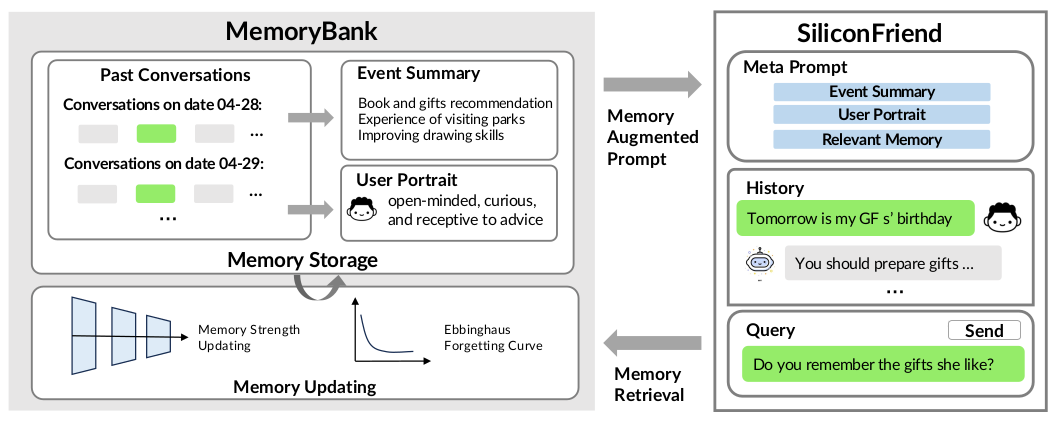 MemoryBank
Past Conversations
Conversations on date 04-28:
...
Conversations on date 04-29:
...
...
Event Summary
Book and gifts recommendation
Experience of visiting parks
Improving drawing skills
User Portrait
open-minded, curious,
and receptive to advice
Memory Storage
Memory Strength
Updating
Ebbinghaus
Forgetting Curve
Memory Updating
Memory
Augmented
Prompt
Memory
Retrieval
SiliconFriend
Meta Prompt
Event Summary
User Portrait
Relevant Memory
History
Tomorrow is my GF s’ birthday
You should prepare gifts ...
...
Query
Send
Do you remember the gifts she like?